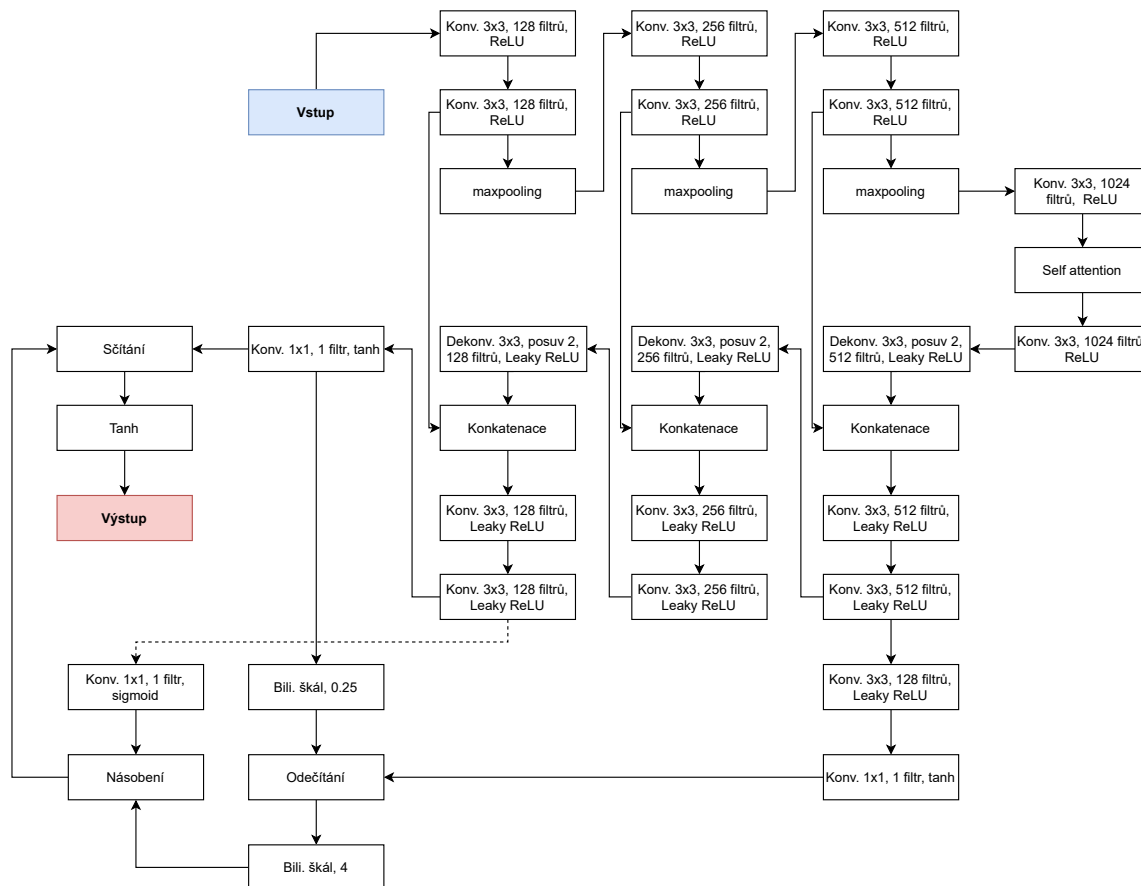 Konv. 3x3, 128 filtrů,
ReLU
Konv. 3x3, 256 filtrů,
ReLU
Konv. 3x3, 512 filtrů,
ReLU
Vstup
Konv. 3x3, 128 filtrů,
ReLU
Konv. 3x3, 256 filtrů,
ReLU
Konv. 3x3, 512 filtrů,
ReLU
maxpooling
maxpooling
maxpooling
Konv. 3x3, 1024
filtrů, ReLU
Self attention
Sčítání
Konv. 1x1, 1 filtr, tanh
Dekonv. 3x3, posuv 2,
128 filtrů, Leaky ReLU
Dekonv. 3x3, posuv 2,
256 filtrů, Leaky ReLU
Dekonv. 3x3, posuv 2,
512 filtrů, Leaky ReLU
Konv. 3x3, 1024 filtrů,
ReLU
Tanh
Konkatenace
Konkatenace
Konkatenace
Výstup
Konv. 3x3, 128 filtrů,
Leaky ReLU
Konv. 3x3, 256 filtrů,
Leaky ReLU
Konv. 3x3, 512 filtrů,
Leaky ReLU
Konv. 3x3, 128 filtrů,
Leaky ReLU
Konv. 3x3, 256 filtrů,
Leaky ReLU
Konv. 3x3, 512 filtrů,
Leaky ReLU
Konv. 1x1, 1 filtr,
sigmoid
Bili. škál, 0.25
Konv. 3x3, 128 filtrů,
Leaky ReLU
Násobení
Odečítání
Konv. 1x1, 1 filtr, tanh
Bili. škál, 4